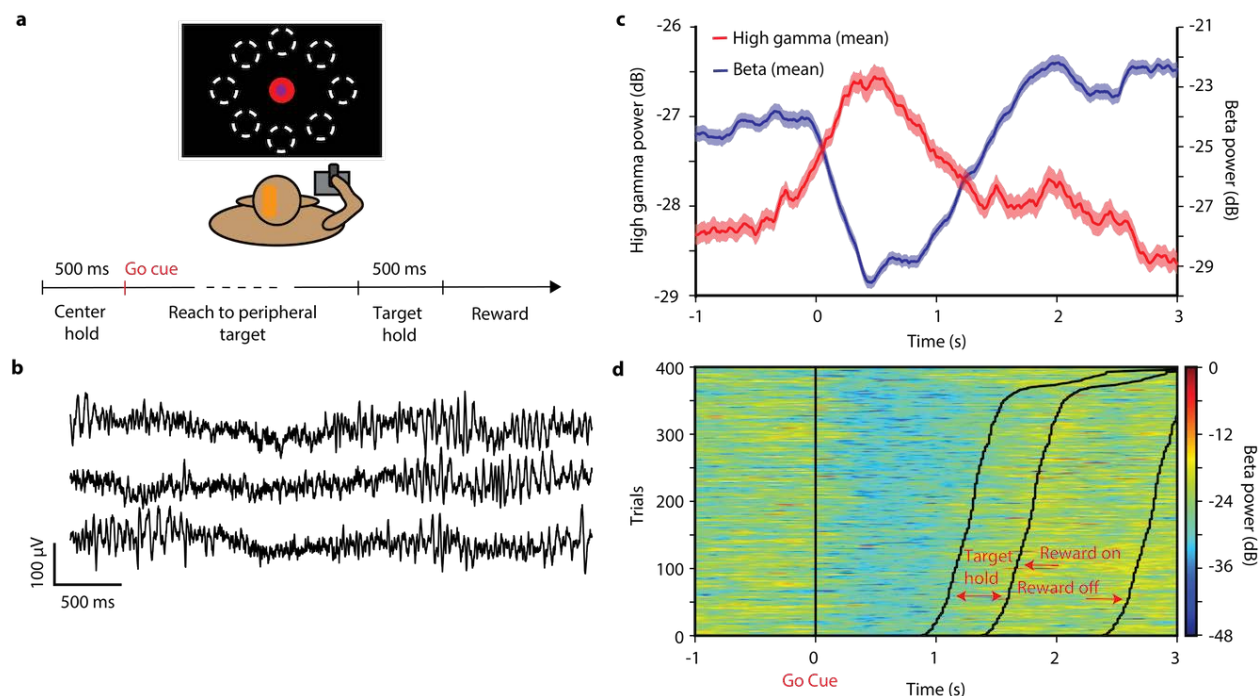 a
500 ms
Go cue
500 ms
Center
hold
Reach to peripheral
target
Target
hold
Reward
b
100 µV
500 ms
c
High gamma (mean)
Beta (mean)
High gamma power (dB)
-26
-27
-28
-29
Beta power (dB)
-21
-23
-25
-27
-29
-1
0
1
2
3
Time (s)
d
Trials
400
300
200
100
0
Target
hold
Reward on
Reward off
-1
0
1
2
3
Go Cue
Time (s)
0
-12
-24
-36
-48
Beta power (dB)